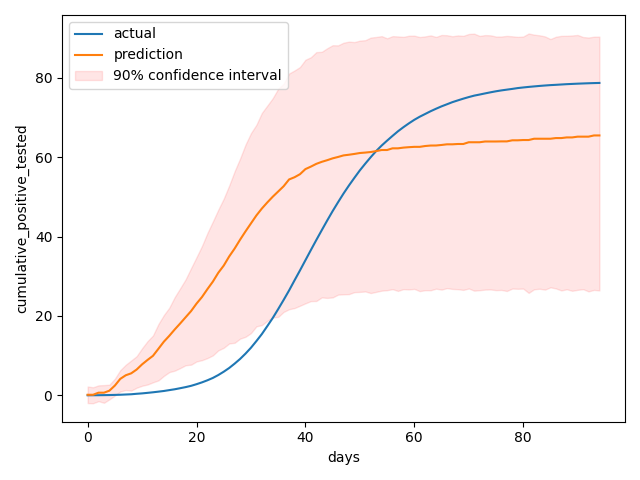 actual
prediction
90% confidence interval
cumulative_positive_tested
80
60
40
20
0
0 20 40 60 80
days